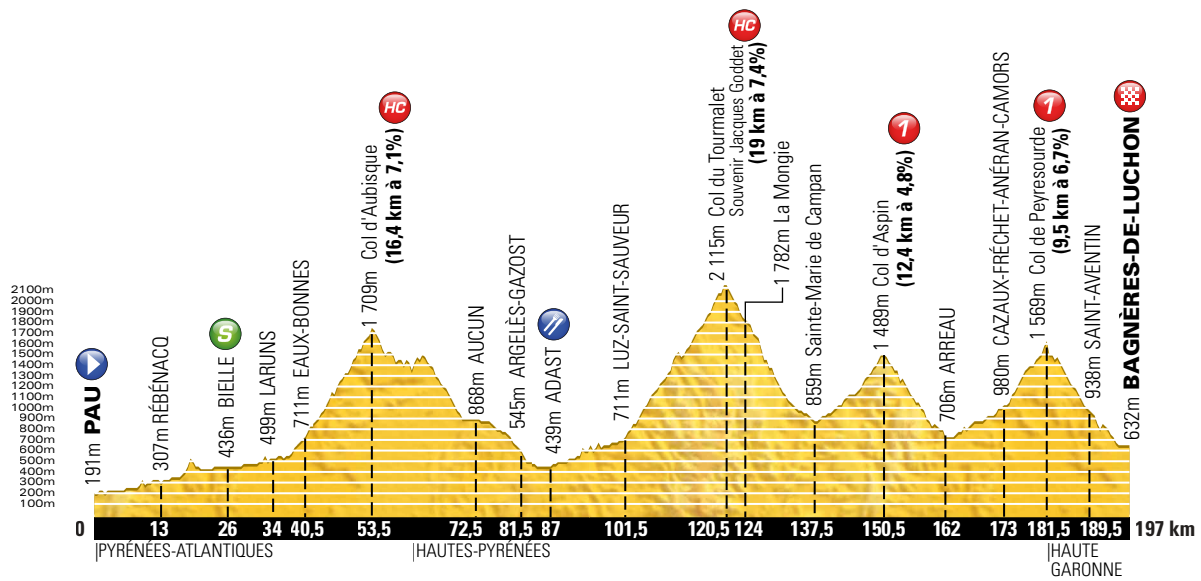 191m PAU
307m RÉBÉNACQ
S
436m BIELLE
499m LARUNS
711m EAUX-BONNES
HC
1 709m Col d'Aubisque
(16,4 km à 7,1%)
868m AUCUN
545m ARGELÈS-GAZOST
439m ADAST
711m LUZ-SAINT-SAUVEUR
HC
2 115m Col du Tourmalet
Souvenir Jacques Goddet
(19 km à 7,4%)
1 782m La Mongie
859m Sainte-Marie de Campan
1
1 489m Col d'Aspin
(12,4 km à 4,8%)
706m ARREAU
980m CAZAUX-FRÉCHET-ANÉRAN-CAMORS
1
1 569m Col de Peyresourde
(9,5 km à 6,7%)
938m SAINT-AVENTIN
632m BAGNÈRES-DE-LUCHON
2100m
2000m
1900m
1800m
1700m
1600m
1500m
1400m
1300m
1200m
1100m
1000m
900m
800m
700m
600m
500m
400m
300m
200m
100m
0 13 26 34 40,5 53,5 72,5 81,5 87 101,5 120,5 124 137,5 150,5 162 173 181,5 189,5 197 km
PYRÉNÉES-ATLANTIQUES
HAUTES-PYRÉNÉES
HAUTE
GARONNE